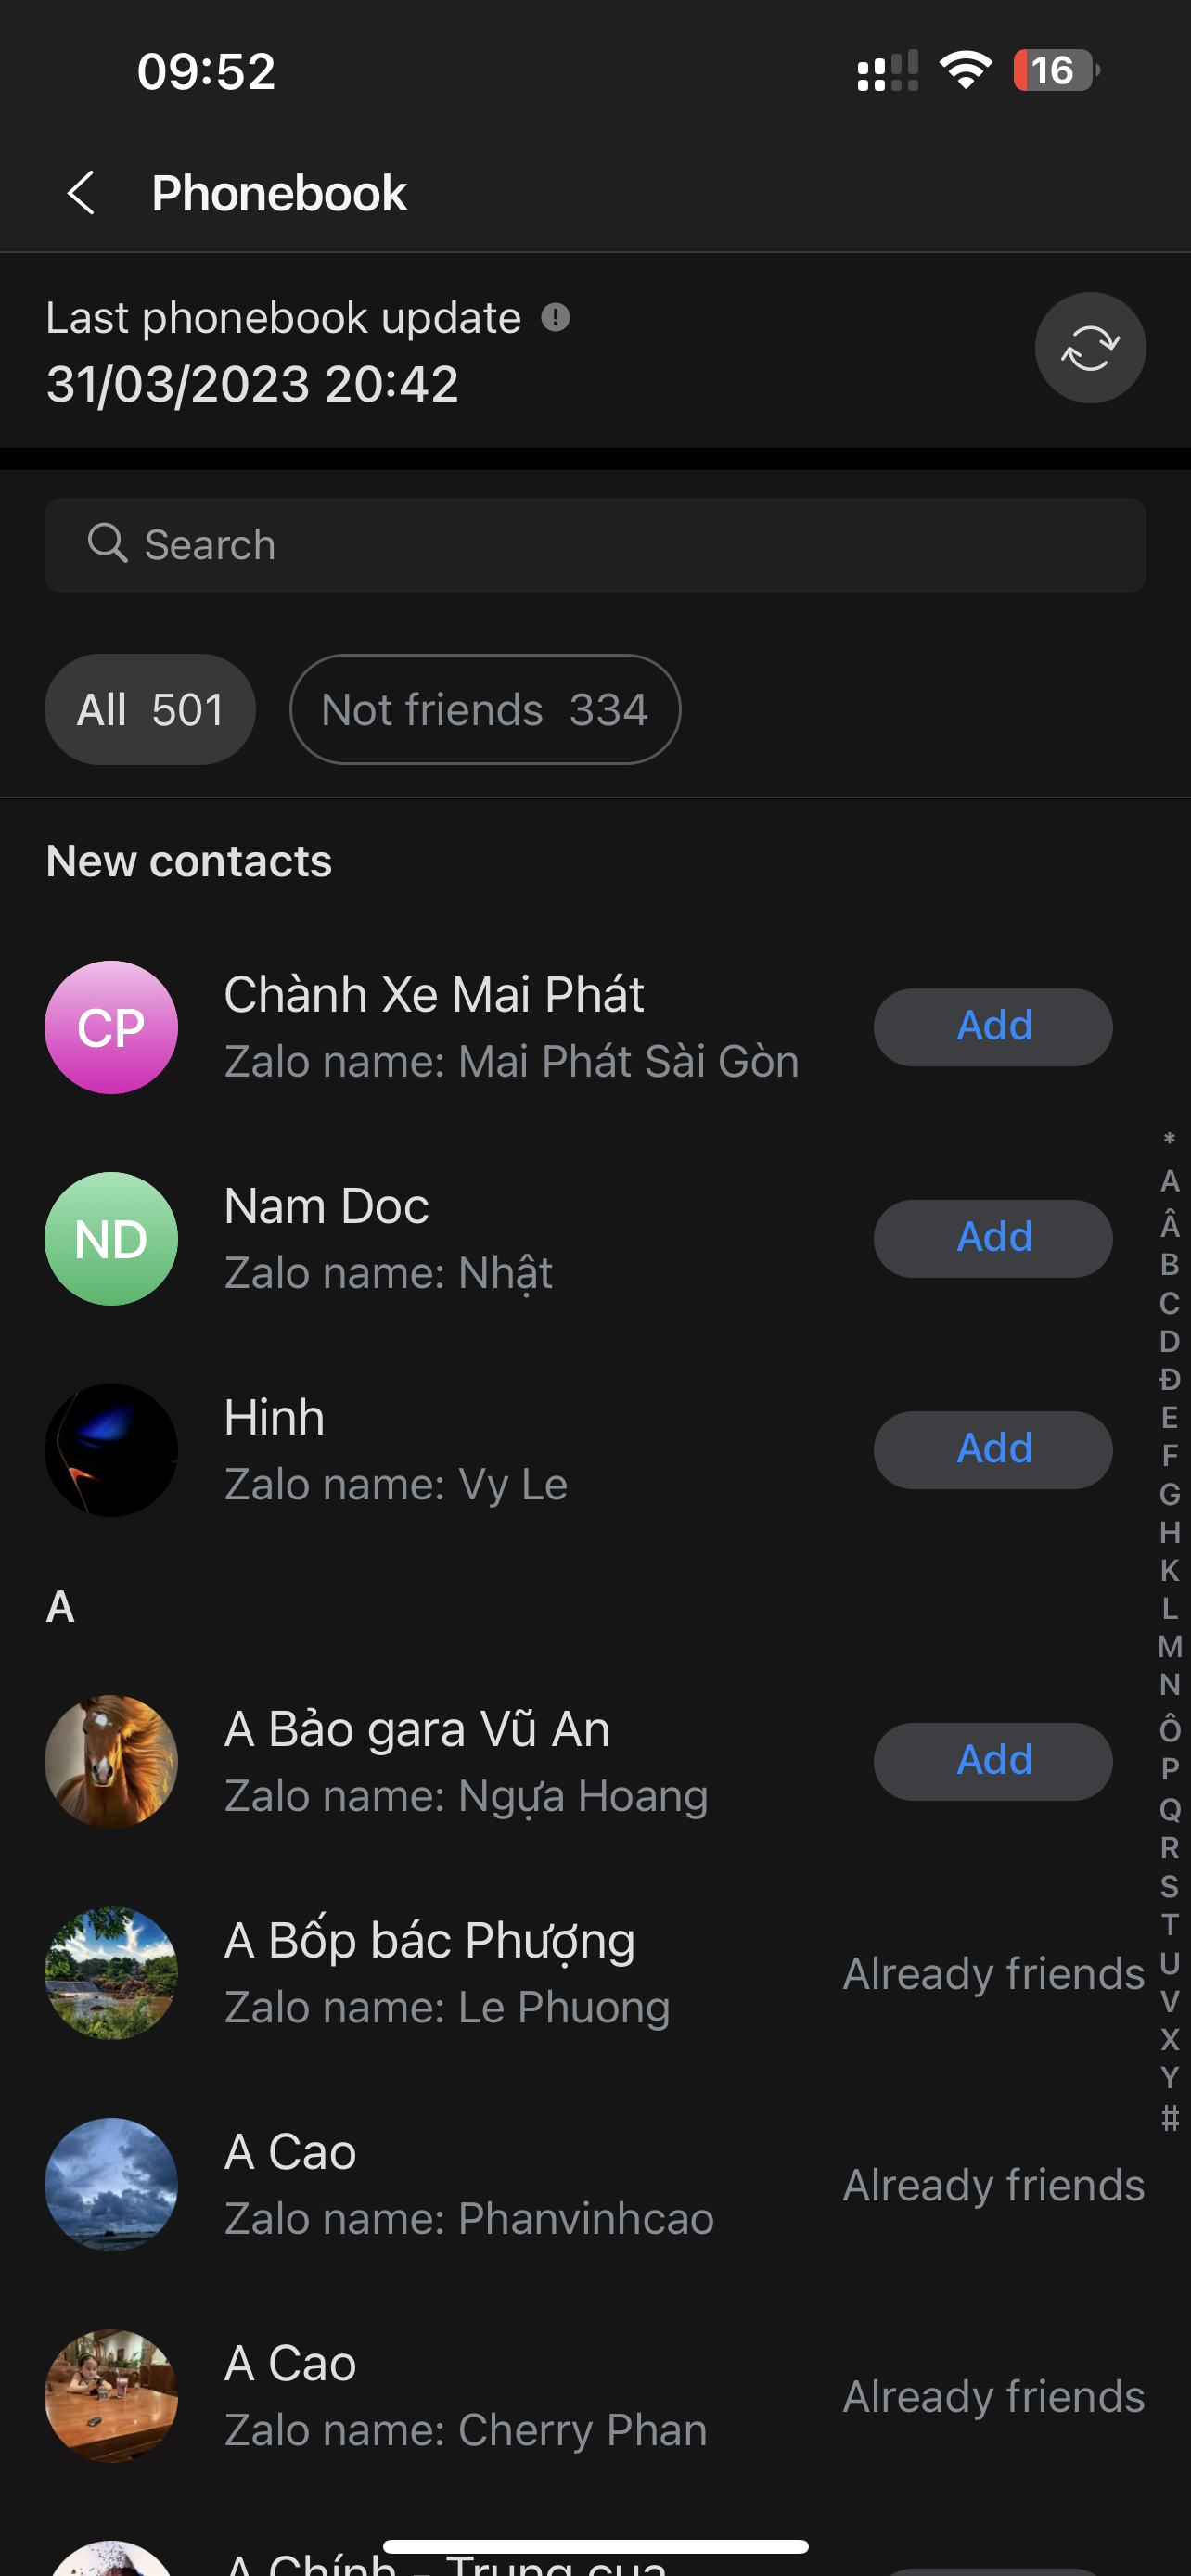 09:52
16
Phonebook
Last phonebook update
31/03/2023 20:42
Search
All 501
Not friends 334
New contacts
CP
Chành Xe Mai Phát
Zalo name: Mai Phát Sài Gòn
Add
ND
Nam Doc
Zalo name: Nhật
Add
Hinh
Zalo name: Vy Le
Add
A
A Bảo gara Vũ An
Zalo name: Ngựa Hoang
Add
A Bốp bác Phượng
Zalo name: Le Phuong
Already friends
A Cao
Zalo name: Phanvinhcao
Already friends
A Cao
Zalo name: Cherry Phan
Already friends
A Chính - Trung cua
*
A
Â
B
C
D
Đ
E
F
G
H
K
L
M
N
Ô
P
Q
R
S
T
U
V
X
Y
#